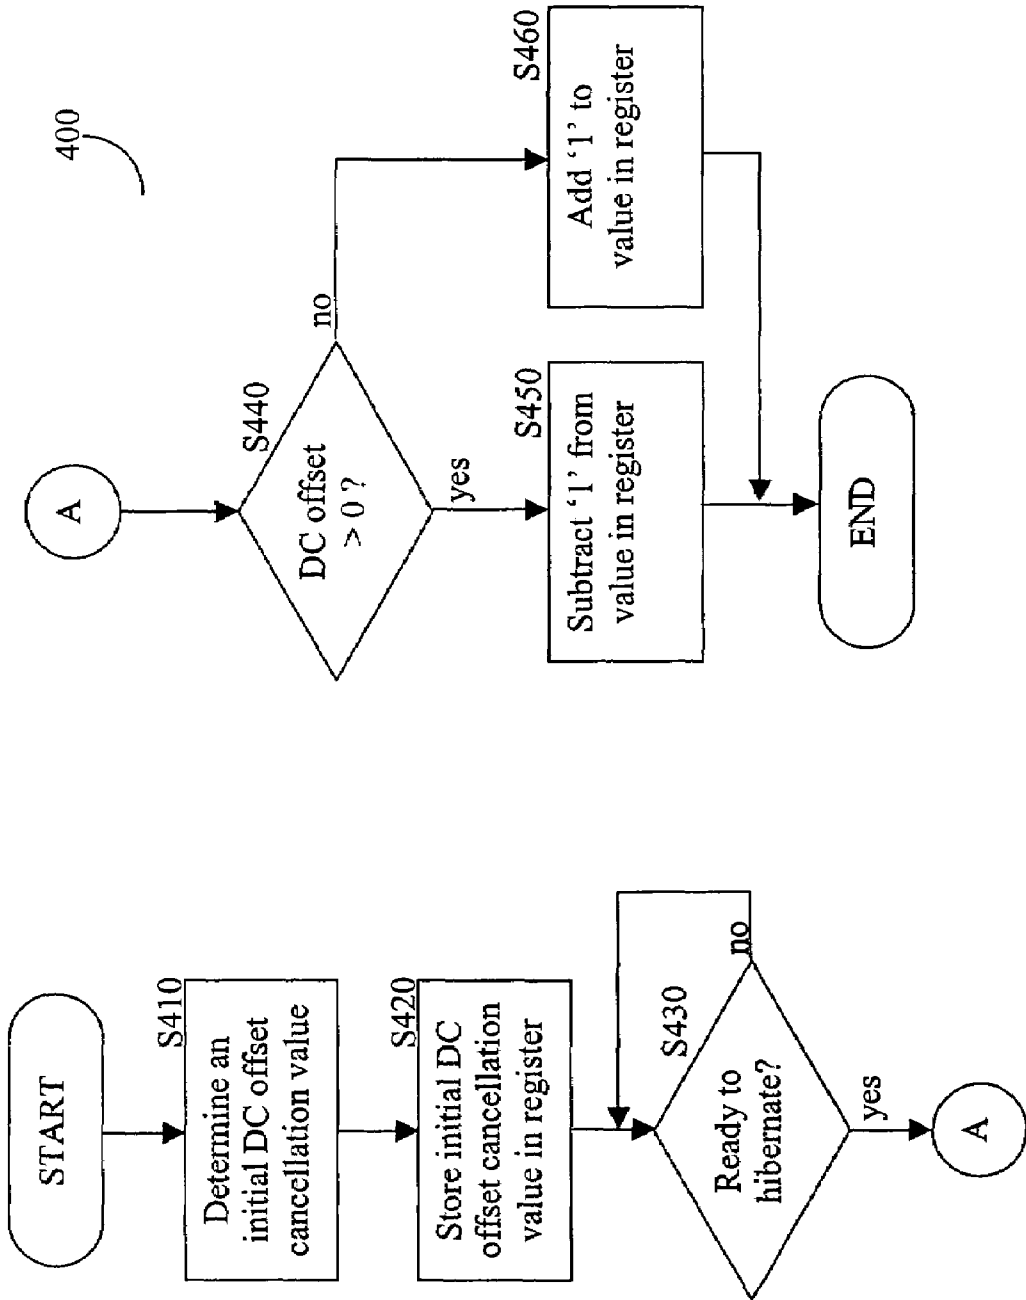 400
START
S410
Determine an
initial DC offset
cancellation value
S420
Store initial DC
offset cancellation
value in register
S430
Ready to
hibernate?
no
yes
A
A
S440
DC offset
> 0 ?
no
yes
S450
Subtract ‘1’ from
value in register
S460
Add ‘1’ to
value in register
END